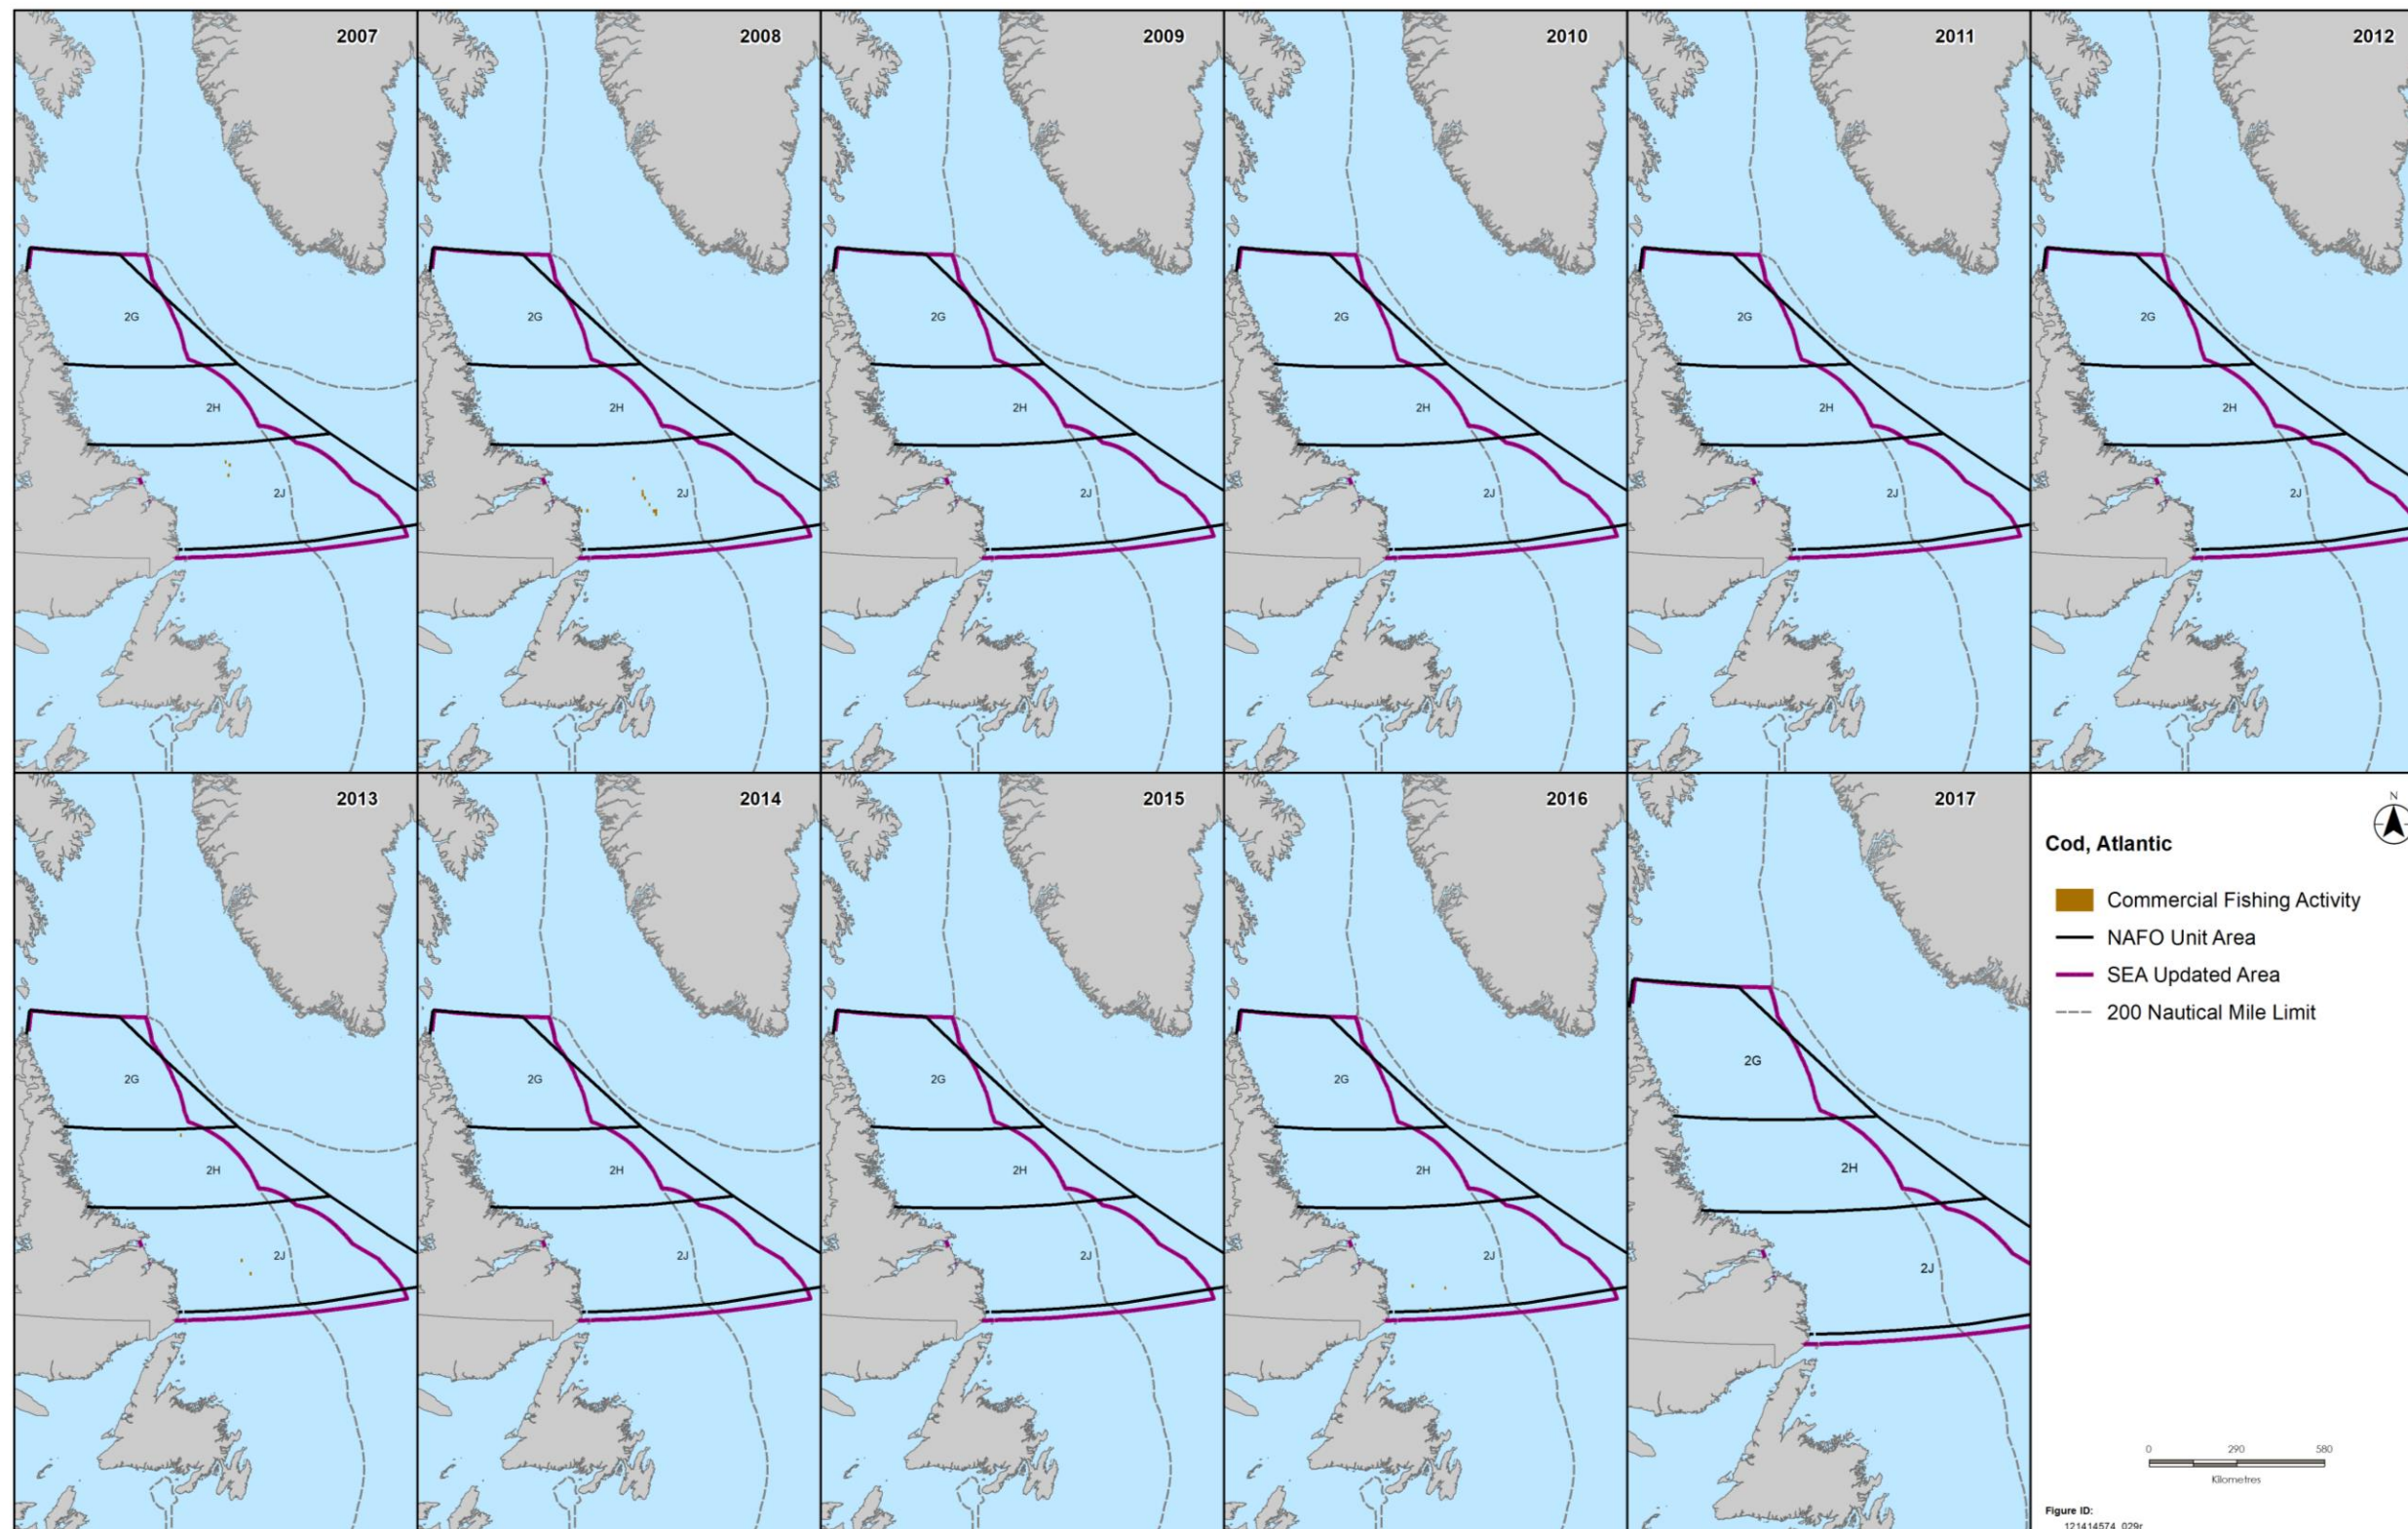 2007
2G
2H
2J
2008
2G
2H
2J
2009
2G
2H
2J
2010
2G
2H
2J
2011
2G
2H
2J
2012
2G
2H
2J
2013
2G
2H
2J
2014
2G
2H
2J
2015
2G
2H
2J
2016
2G
2H
2J
2017
2G
2H
2J
N
Cod, Atlantic
Commercial Fishing Activity
NAFO Unit Area
SEA Updated Area
200 Nautical Mile Limit
0 290 580
Kilometres
Figure ID:
121414574_029r